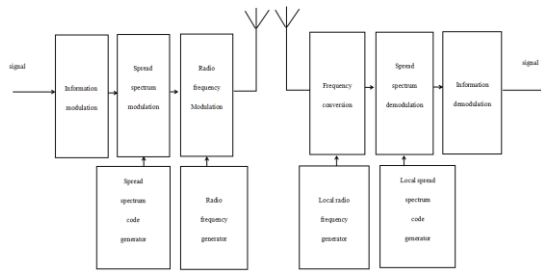 signal
Information
modulation
Spread
spectrum
modulation
Radio
frequency
Modulation
Spread
spectrum
code
generator
Radio
frequency
generator
Frequency
conversion
Spread
spectrum
demodulation
Information
demodulation
signal
Local radio
frequency
generator
Local spread
spectrum
code
generator